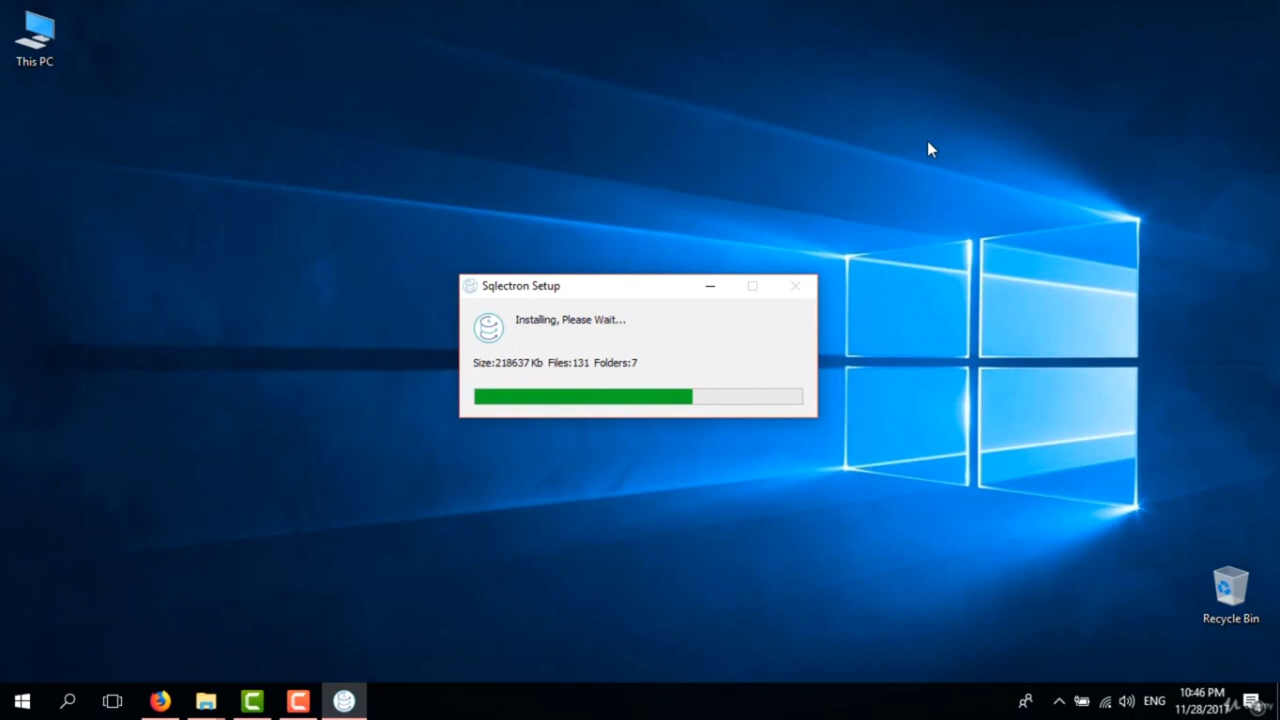 This PC
Sqlectron Setup
Installing, Please Wait...
Size:218637 Kb Files:131 Folders:7
Recycle Bin
ENG
10:46 PM
11/28/2017
4